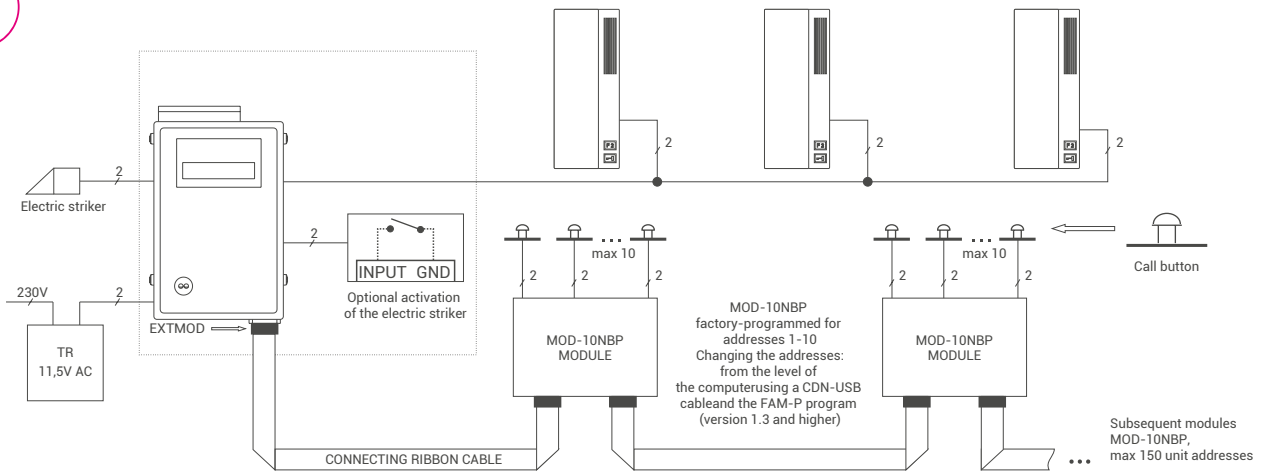 2
2
2
2
Electric striker
2
INPUT GND
Optional activation
of the electric striker
230V
2
TR
11,5V AC
EXTMOD
CONNECTING RIBBON CABLE
... max 10
2
2
2
MOD-10NBP
MODULE
MOD-10NBP
factory-programmed for
addresses 1-10
Changing the addresses:
from the level of
the computerusing a CDN-USB
cableand the FAM-P program
(version 1.3 and higher)
... max 10
2
2
2
MOD-10NBP
MODULE
Call button
...
Subsequent modules
MOD-10NBP,
max 150 unit addresses